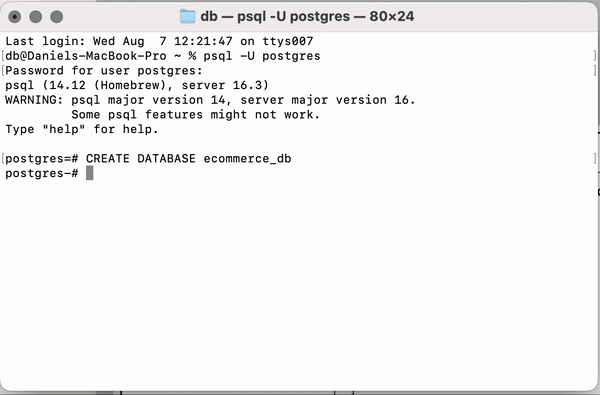 db — psql -U postgres — 80×24
Last login: Wed Aug  7 12:21:47 on ttys007
[db@Daniels-MacBook-Pro ~ % psql -U postgres ]
[Password for user postgres: ]
psql (14.12 (Homebrew), server 16.3)
WARNING: psql major version 14, server major version 16.
         Some psql features might not work.
Type "help" for help.
[postgres=# CREATE DATABASE ecommerce_db ]
postgres-#